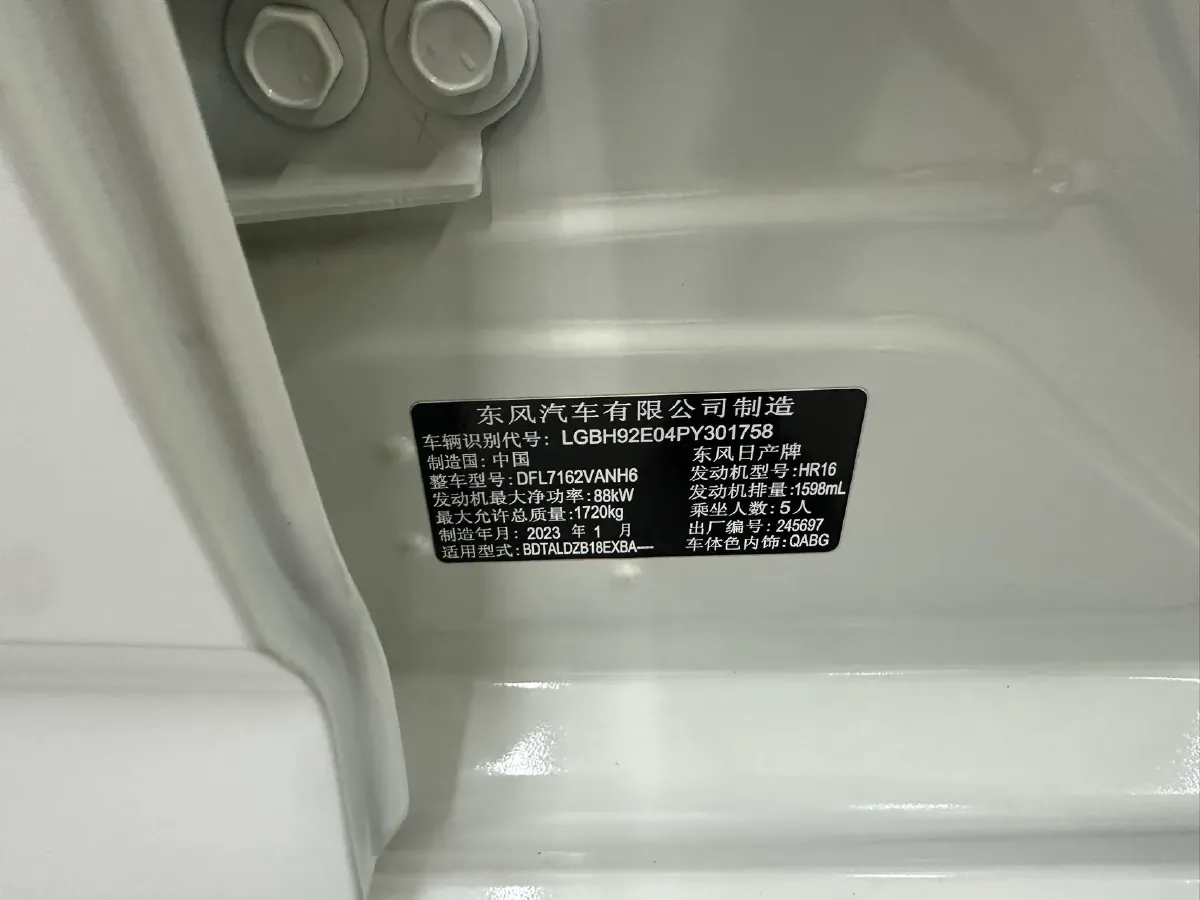 东风汽车有限公司制造
车辆识别代号: LGBH92E04PY301758
制造国: 中国 东风日产牌
整车型号: DFL7162VANH6 发动机型号: HR16
发动机最大净功率: 88kW 发动机排量: 1598mL
最大允许总质量: 1720kg 乘坐人数: 5人
制造年月: 2023 年 1 月 出厂编号: 245697
适用型式: BDTALDZB18EXBA---- 车体色内饰: QABG